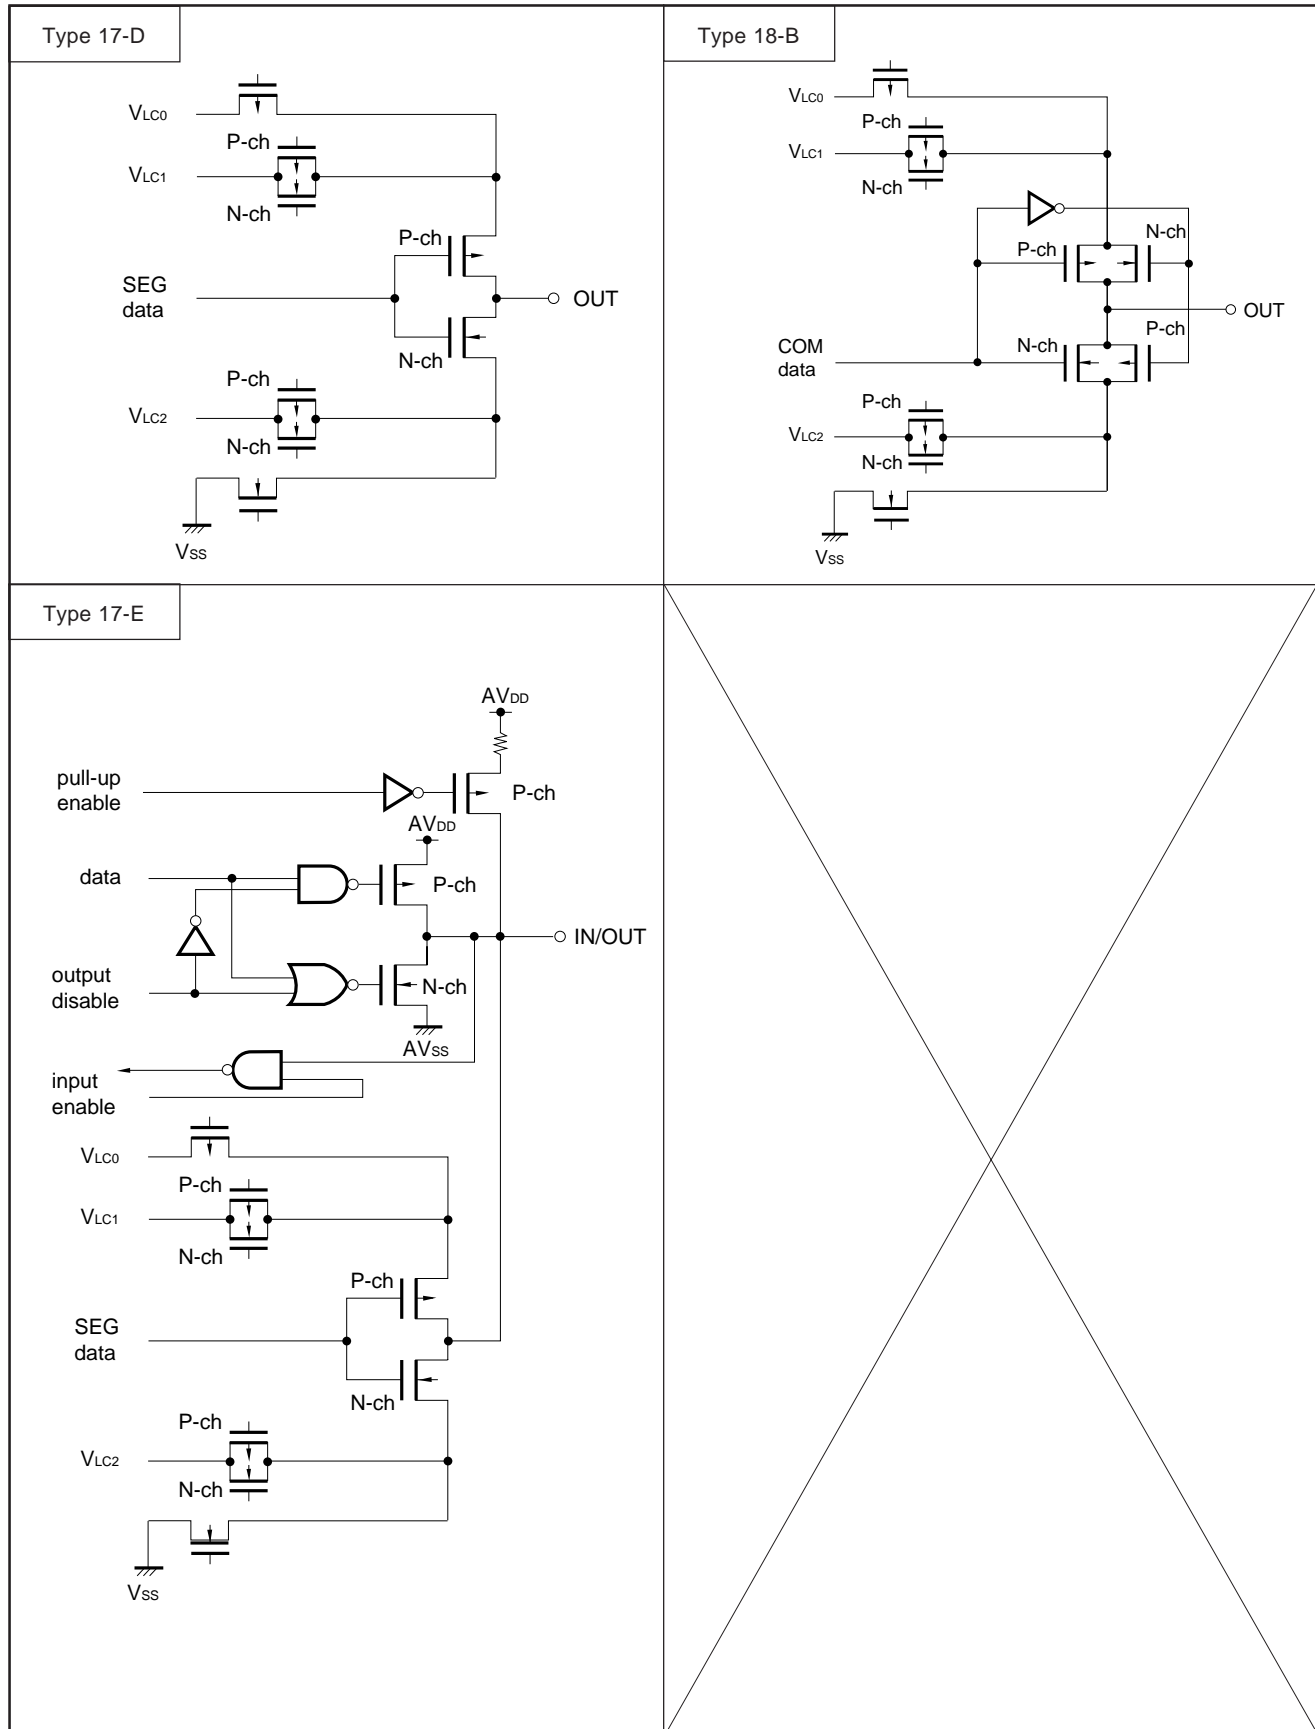 Type 17-D
VLC0
P-ch
VLC1
N-ch
P-ch
SEG
data
OUT
N-ch
P-ch
VLC2
N-ch
VSS
Type 18-B
VLC0
P-ch
VLC1
N-ch
N-ch
P-ch
OUT
P-ch
N-ch
COM
data
P-ch
VLC2
N-ch
VSS
Type 17-E
AVDD
pull-up
enable
P-ch
AVDD
data
P-ch
IN/OUT
output
disable
N-ch
AVSS
input
enable
VLC0
P-ch
VLC1
N-ch
P-ch
SEG
data
N-ch
P-ch
VLC2
N-ch
VSS